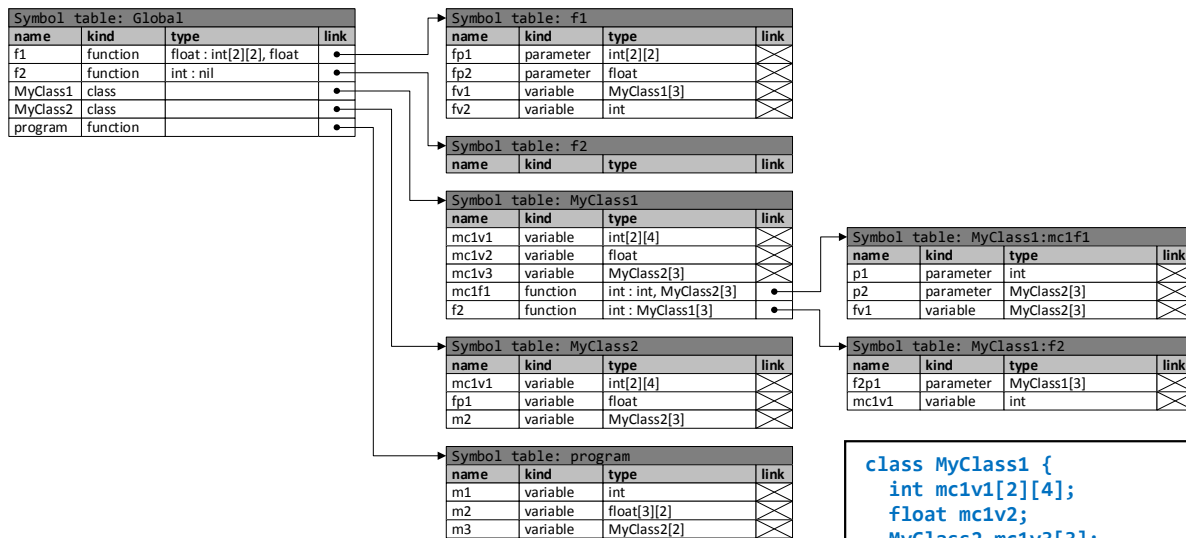 Symbol table: Global
name kind type link
f1 function float : int[2][2], float
f2 function int : nil
MyClass1 class
MyClass2 class
program function
Symbol table: f1
name kind type link
fp1 parameter int[2][2]
fp2 parameter float
fv1 variable MyClass1[3]
fv2 variable int
Symbol table: f2
name kind type link
Symbol table: MyClass1
name kind type link
mc1v1 variable int[2][4]
mc1v2 variable float
mc1v3 variable MyClass2[3]
mc1f1 function int : int, MyClass2[3]
f2 function int : MyClass1[3]
Symbol table: MyClass1:mc1f1
name kind type link
p1 parameter int
p2 parameter MyClass2[3]
fv1 variable MyClass2[3]
Symbol table: MyClass1:f2
name kind type link
f2p1 parameter MyClass1[3]
mc1v1 variable int
Symbol table: MyClass2
name kind type link
mc1v1 variable int[2][4]
fp1 variable float
m2 variable MyClass2[3]
Symbol table: program
name kind type link
m1 variable int
m2 variable float[3][2]
m3 variable MyClass2[2]
class MyClass1 {
int mc1v1[2][4];
float mc1v2;
MyClass2 mc1v3[3];